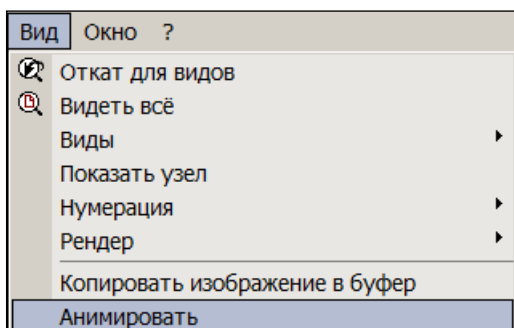 Вид Окно ?
Откат для видов
Видеть всё
Виды
Показать узел
Нумерация
Рендер
Копировать изображение в буфер
Анимировать